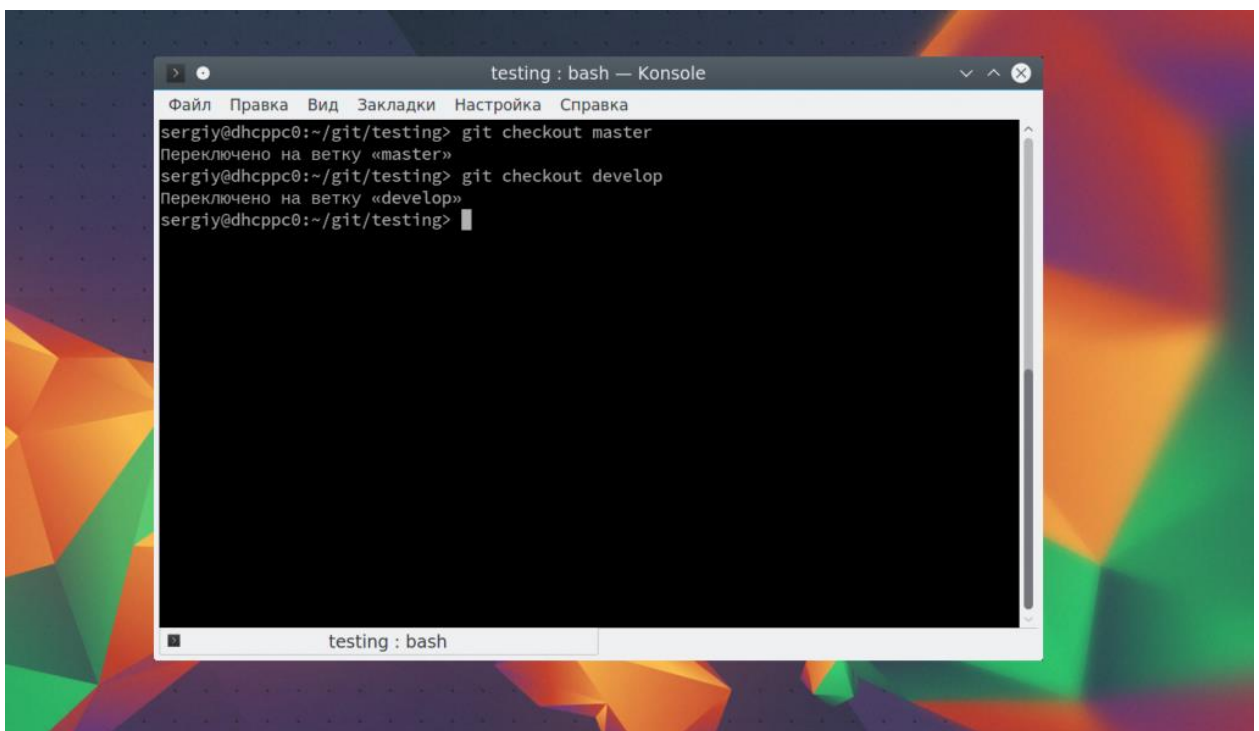 testing : bash — Konsole
Файл Правка Вид Закладки Настройка Справка
sergiy@dhcppc0:~/git/testing> git checkout master
Переключено на ветку «master»
sergiy@dhcppc0:~/git/testing> git checkout develop
Переключено на ветку «develop»
sergiy@dhcppc0:~/git/testing>
testing : bash